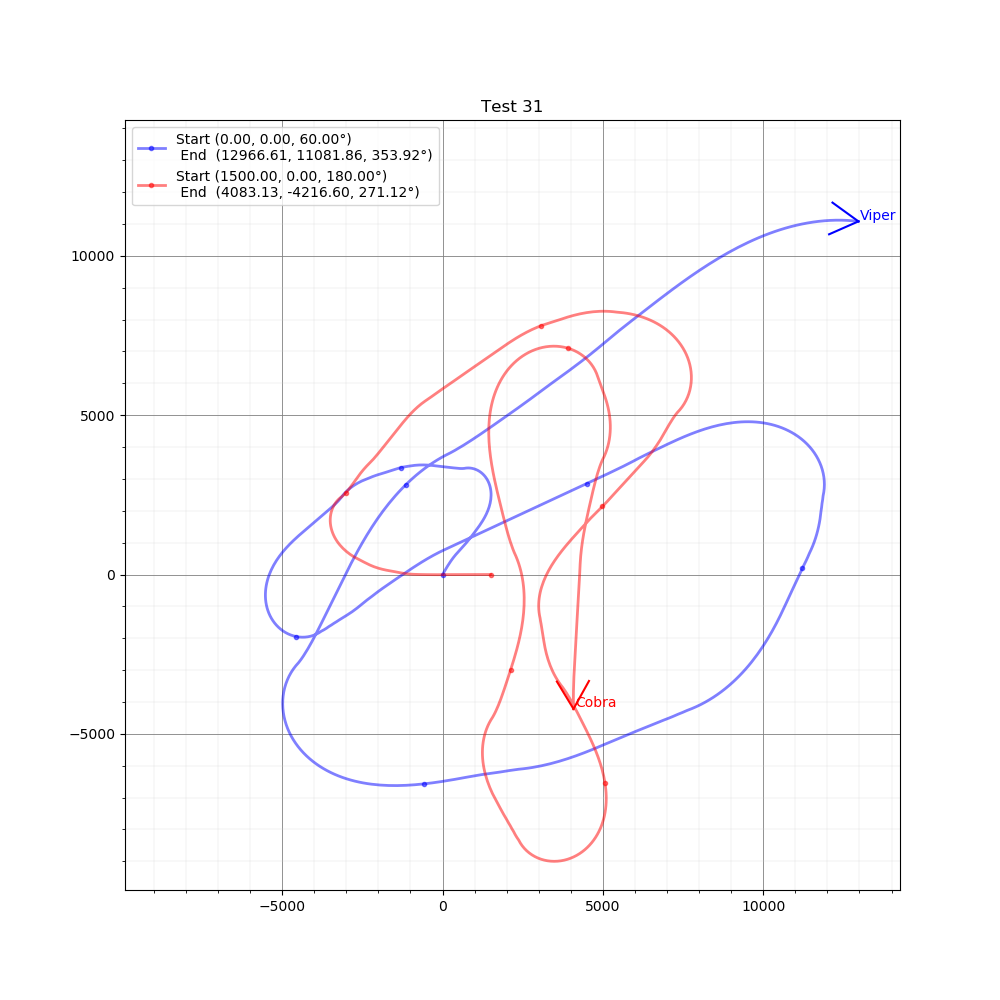 Test 31
Start (0.00, 0.00, 60.00°)
End (12966.61, 11081.86, 353.92°)
Start (1500.00, 0.00, 180.00°)
End (4083.13, -4216.60, 271.12°)
Viper
Cobra
10000
5000
0
−5000
−5000
0
5000
10000